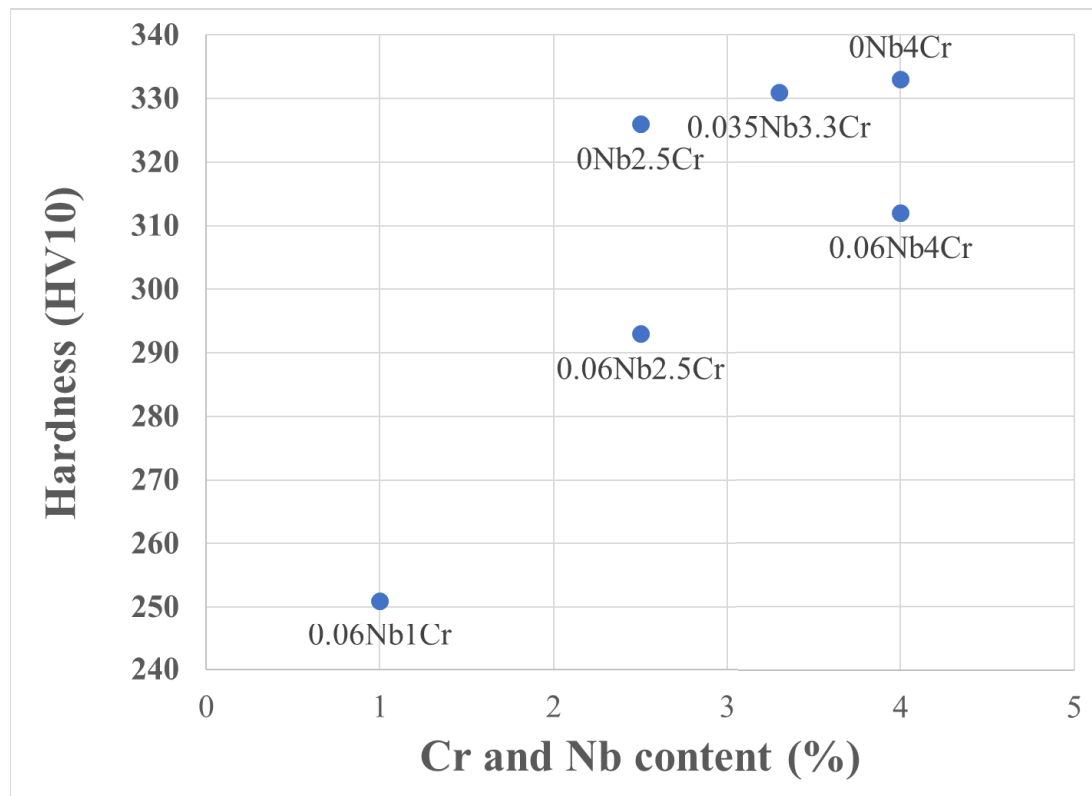 Hardness (HV10)
340
330
320
310
300
290
280
270
260
250
240
0Nb4Cr
0.035Nb3.3Cr
0Nb2.5Cr
0.06Nb4Cr
0.06Nb2.5Cr
0.06Nb1Cr
0 1 2 3 4 5
Cr and Nb content (%)